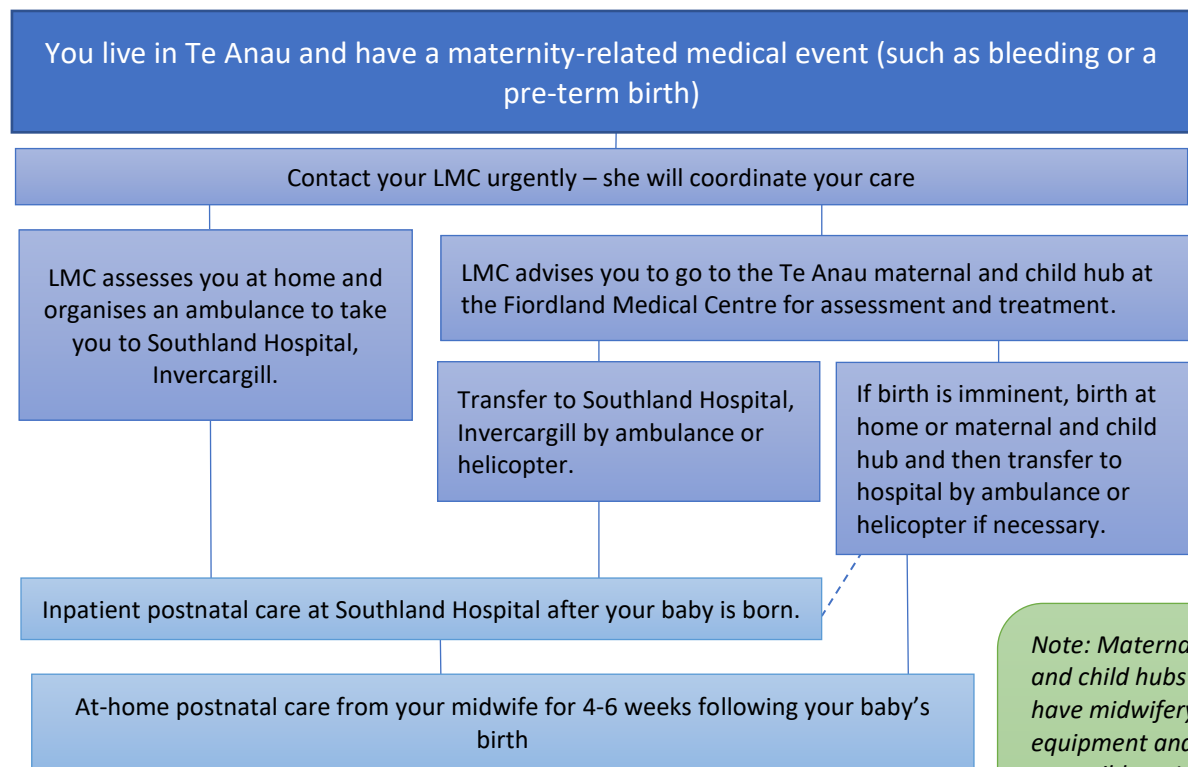 You live in Te Anau and have a maternity-related medical event (such as bleeding or a
pre-term birth)
Contact your LMC urgently – she will coordinate your care
LMC assesses you at home and
organises an ambulance to take
you to Southland Hospital,
Invercargill.
LMC advises you to go to the Te Anau maternal and child hub at
the Fiordland Medical Centre for assessment and treatment.
Transfer to Southland Hospital,
Invercargill by ambulance or
helicopter.
If birth is imminent, birth at
home or maternal and child
hub and then transfer to
hospital by ambulance or
helicopter if necessary.
Inpatient postnatal care at Southland Hospital after your baby is born.
At-home postnatal care from your midwife for 4-6 weeks following your baby’s
birth
Note: Materna
and child hubs
have midwifery
equipment and